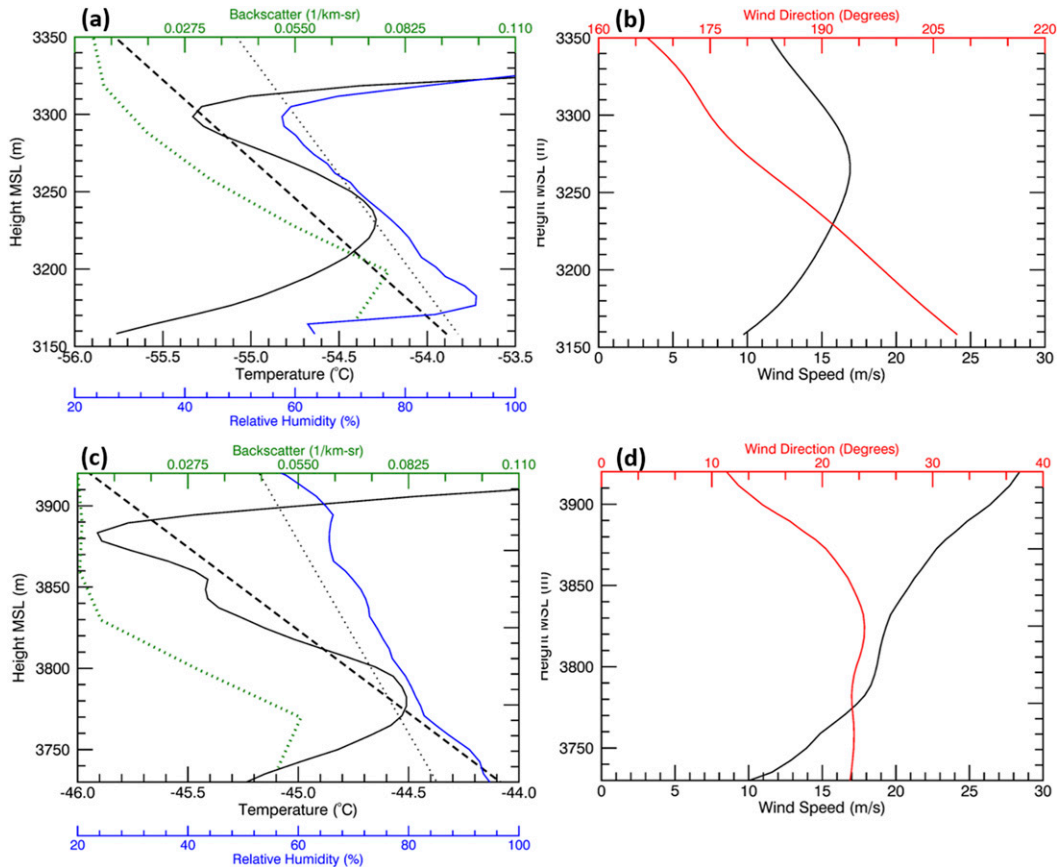 (a)
Backscatter (1/km-sr)
0.0275 0.0550 0.0825 0.110
3350
3300
3250
3200
3150
Height MSL (m)
-56.0 -55.5 -55.0 -54.5 -54.0 -53.5
Temperature (°C)
20 40 60 80 100
Relative Humidity (%)
(b)
Wind Direction (Degrees)
160 175 191 208 220
3350
3300
3250
3200
3150
Height MSL (m)
0 5 10 15 20 25 30
Wind Speed (m/s)
(c)
Backscatter (1/km-sr)
0.0275 0.0550 0.0825 0.110
3900
3850
3800
3750
Height MSL (m)
-46.0 -45.5 -45.0 -44.5 -44.0
Temperature (°C)
20 40 60 80 100
Relative Humidity (%)
(d)
Wind Direction (Degrees)
0 10 20 30 40
3900
3850
3800
3750
Height MSL (m)
0 5 10 15 20 25 30
Wind Speed (m/s)